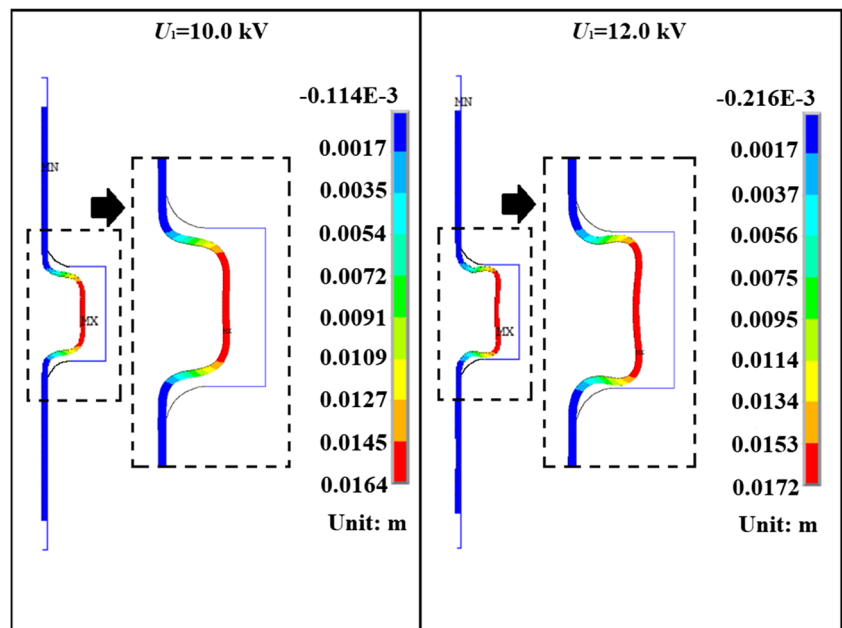 U₁=10.0 kV
-0.114E-3
0.0017
0.0035
0.0054
0.0072
0.0091
0.0109
0.0127
0.0145
0.0164
Unit: m
MN
MX
MX
U₁=12.0 kV
-0.216E-3
0.0017
0.0037
0.0056
0.0075
0.0095
0.0114
0.0134
0.0153
0.0172
Unit: m
MN
MX
MX